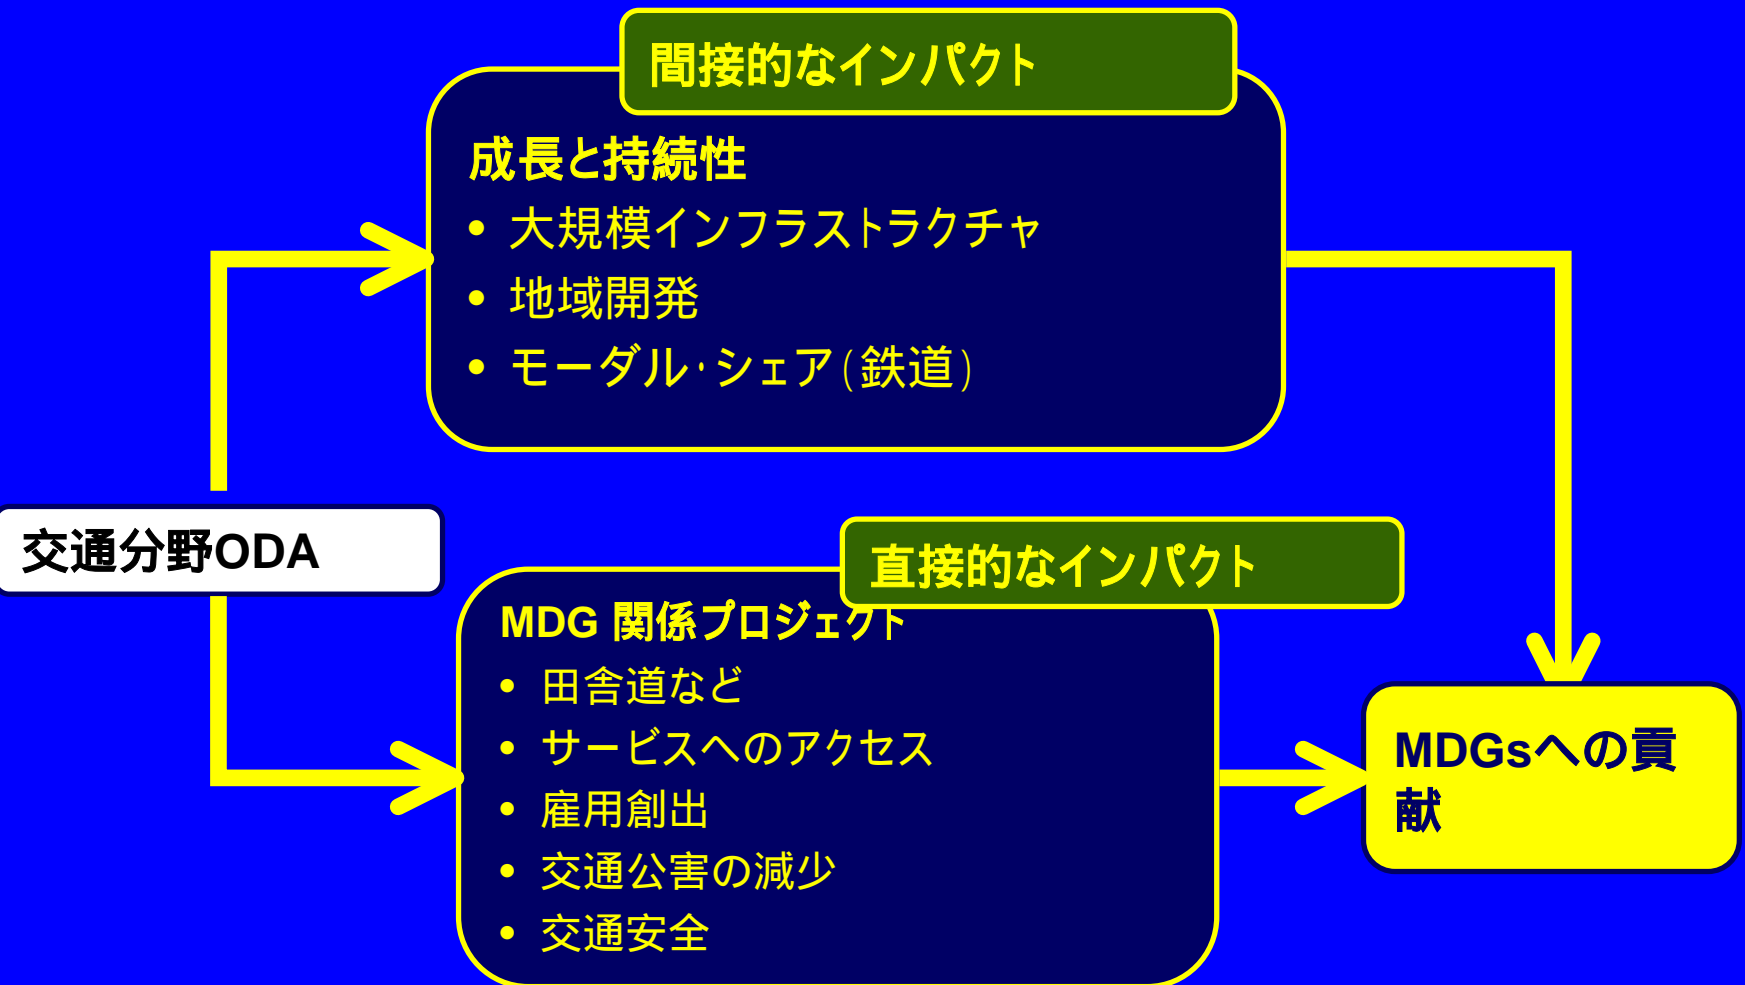 間接的なインパクト
成長と持続性
• 大規模インフラストラクチャ
• 地域開発
• モーダル・シェア(鉄道)
交通分野ODA
直接的なインパクト
MDG 関係プロジェクト
• 田舎道など
• サービスへのアクセス
• 雇用創出
• 交通公害の減少
• 交通安全
MDGsへの貢
献